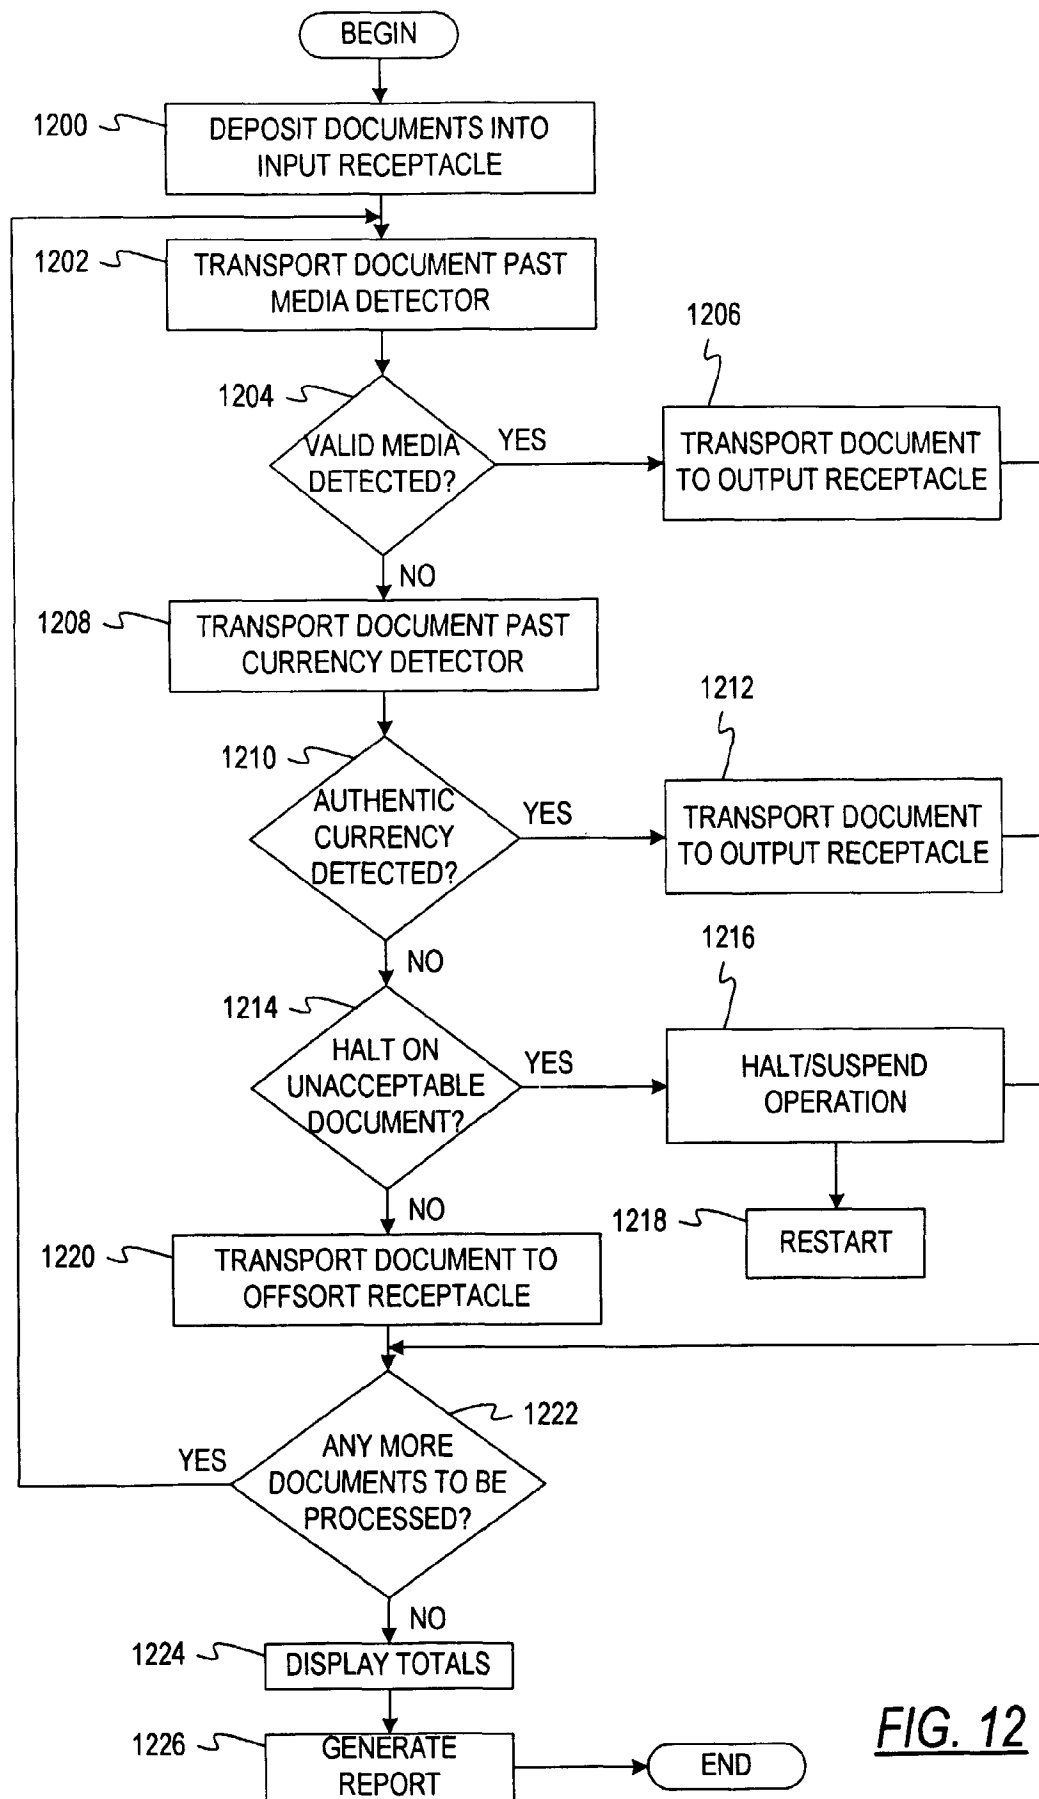 BEGIN
1200
DEPOSIT DOCUMENTS INTO
INPUT RECEPTACLE
1202
TRANSPORT DOCUMENT PAST
MEDIA DETECTOR
1204
VALID MEDIA
DETECTED?
YES
1206
TRANSPORT DOCUMENT
TO OUTPUT RECEPTACLE
NO
1208
TRANSPORT DOCUMENT PAST
CURRENCY DETECTOR
1210
AUTHENTIC
CURRENCY
DETECTED?
YES
1212
TRANSPORT DOCUMENT
TO OUTPUT RECEPTACLE
NO
1214
HALT ON
UNACCEPTABLE
DOCUMENT?
YES
1216
HALT/SUSPEND
OPERATION
1218
RESTART
NO
1220
TRANSPORT DOCUMENT TO
OFFSORT RECEPTACLE
1222
ANY MORE
DOCUMENTS TO BE
PROCESSED?
YES
NO
1224
DISPLAY TOTALS
1226
GENERATE
REPORT
END
FIG. 12